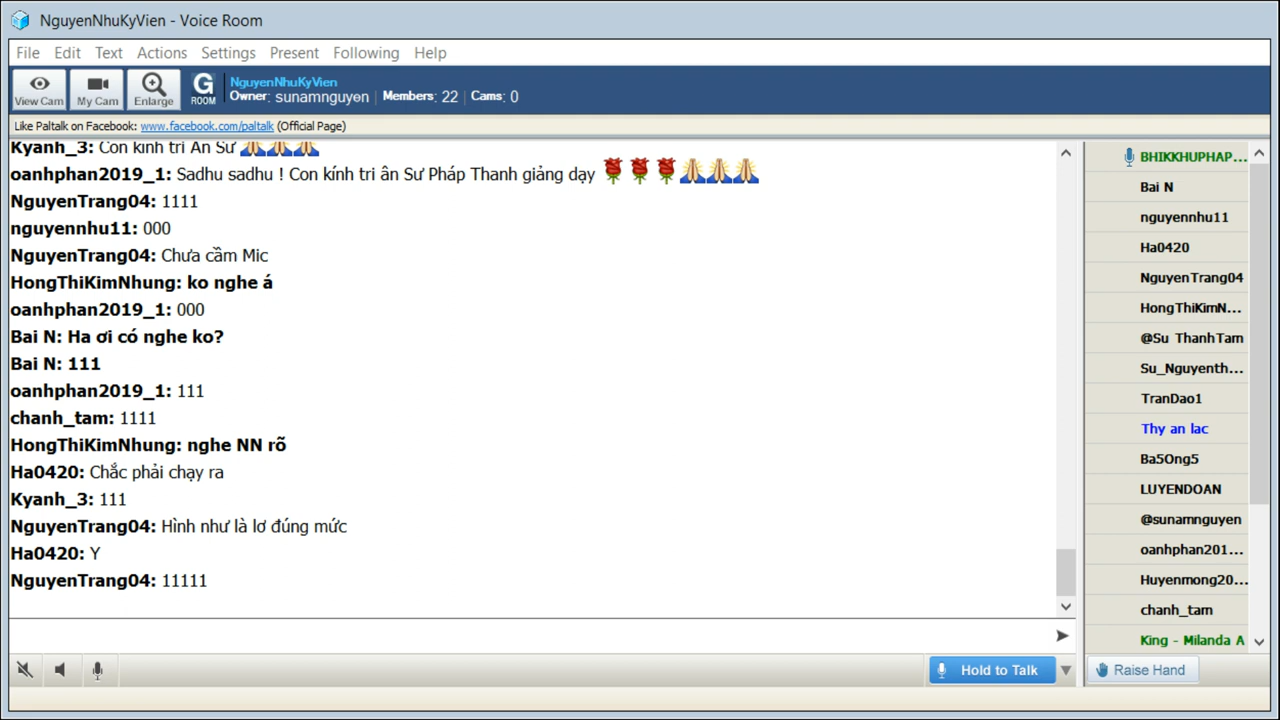 NguyenNhuKyVien - Voice Room
File Edit Text Actions Settings Present Following Help
View Cam My Cam Enlarge G ROOM NguyenNhuKyVien
Owner: sunamnguyen | Members: 22 | Cams: 0
Like Paltalk on Facebook: www.facebook.com/paltalk (Official Page)
Kyanh_3: Con kính tri Ân Sư
oanhphan2019_1: Sadhu sadhu ! Con kính tri ân Sư Pháp Thanh giảng dạy
NguyenTrang04: 1111
nguyennhu11: 000
NguyenTrang04: Chưa cầm Mic
HongThiKimNhung: ko nghe á
oanhphan2019_1: 000
Bai N: Ha ơi có nghe ko?
Bai N: 111
oanhphan2019_1: 111
chanh_tam: 1111
HongThiKimNhung: nghe NN rõ
Ha0420: Chắc phải chạy ra
Kyanh_3: 111
NguyenTrang04: Hình như là lơ đúng mức
Ha0420: Y
NguyenTrang04: 11111
BHIKKHUPHAP...
Bai N
nguyennhu11
Ha0420
NguyenTrang04
HongThiKimN...
@Su ThanhTam
Su_Nguyenth...
TranDao1
Thy an lac
Ba5Ong5
LUYENDOAN
@sunamnguyen
oanhphan201...
Huyenmong20...
chanh_tam
King - Milanda A
Hold to Talk
Raise Hand